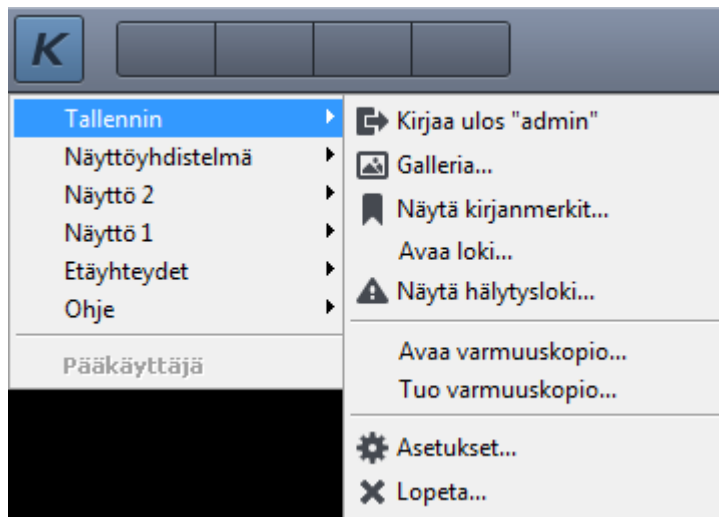 K
Tallennin
Näyttöyhdistelmä
Näyttö 2
Näyttö 1
Etäyhteydet
Ohje
Pääkäyttäjä
Kirjaa ulos "admin"
Galleria...
Näytä kirjanmerkit...
Avaa loki...
Näytä hälytysloki...
Avaa varmuuskopio...
Tuo varmuuskopio...
Asetukset...
Lopeta...